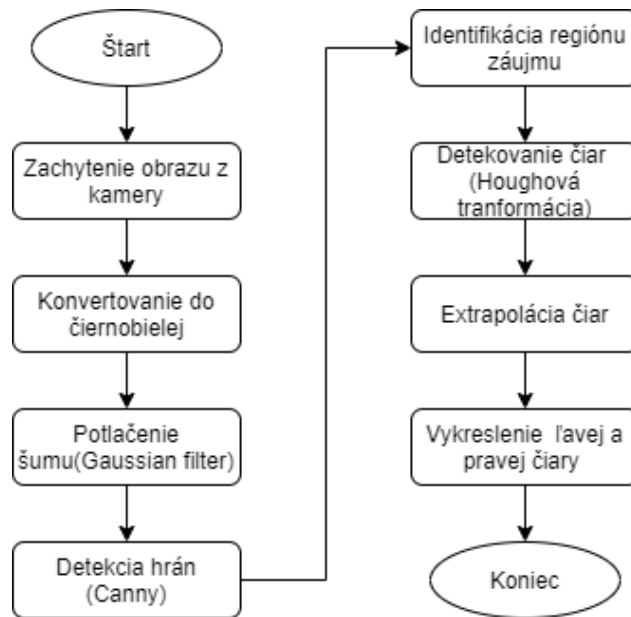 Štart
Zachytenie obrazu z
kamery
Konvertovanie do
čiernobielej
Potlačenie
šumu(Gaussian filter)
Detekcia hrán
(Canny)
Identifikácia regiónu
záujmu
Detekovanie čiar
(Houghová
tranformácia)
Extrapolácia čiar
Vykreslenie ľavej a
pravej čiary
Koniec